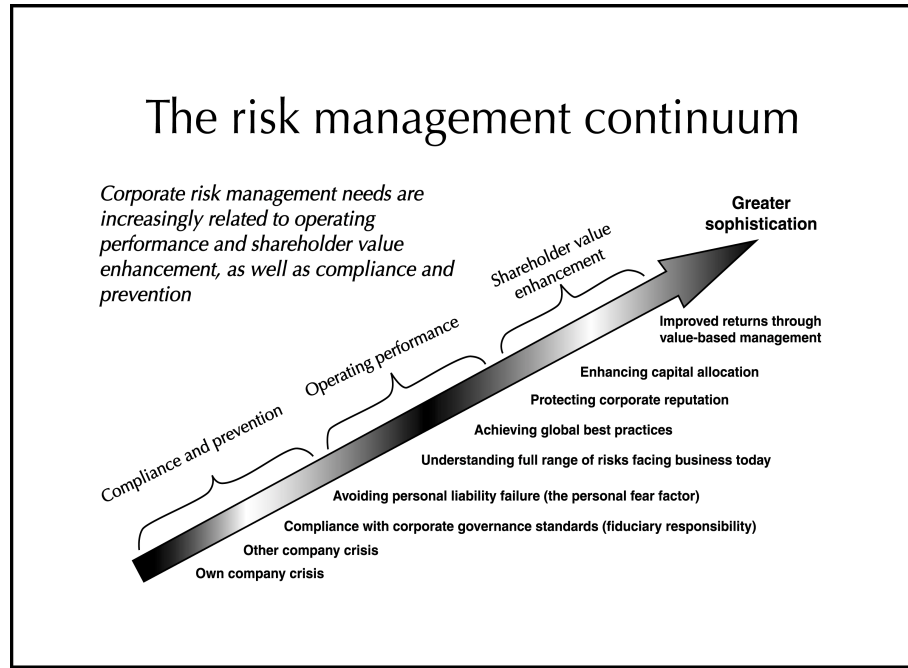 The risk management continuum
Corporate risk management needs are
increasingly related to operating
performance and shareholder value
enhancement, as well as compliance and
prevention
Greater
sophistication
Shareholder value
enhancement
Operating performance
Compliance and prevention
Improved returns through
value-based management
Enhancing capital allocation
Protecting corporate reputation
Achieving global best practices
Understanding full range of risks facing business today
Avoiding personal liability failure (the personal fear factor)
Compliance with corporate governance standards (fiduciary responsibility)
Other company crisis
Own company crisis